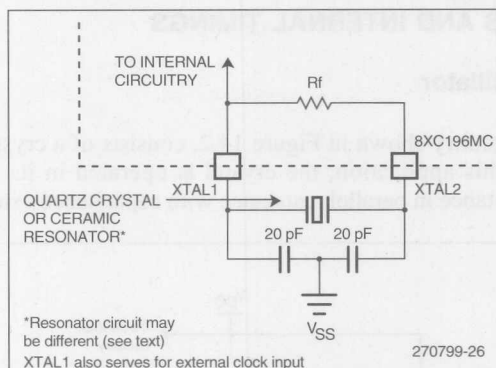 TO INTERNAL
CIRCUITRY
Rf
8XC196MC
XTAL1
XTAL2
QUARTZ CRYSTAL
OR CERAMIC
RESONATOR*
20 pF
20 pF
VSS
*Resonator circuit may
be different (see text)
XTAL1 also serves for external clock input
270799-26